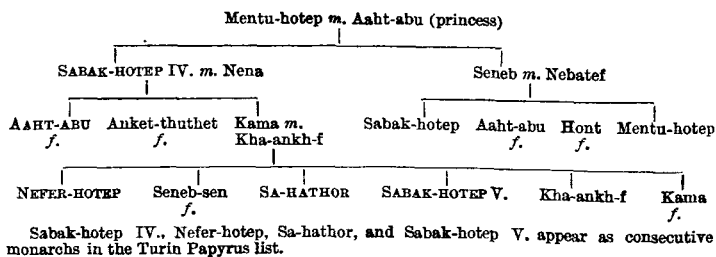 Mentu-hotep m. Aaht-abu (princess)
SABAK-HOTEP IV. m. Nena
Seneb m. Nebatef
AAHT-ABU Anket-thuthet Kama m.
f. f. Kha-ankh-f
Sabak-hotep Aaht-abu Hont Mentu-hotep
f. f.
NEFER-HOTEP Seneb-sen SA-HATHOR SABAK-HOTEP V. Kha-ankh-f Kama
f. f.
Sabak-hotep IV., Nefer-hotep, Sa-hathor, and Sabak-hotep V. appear as consecutive
monarchs in the Turin Papyrus list.